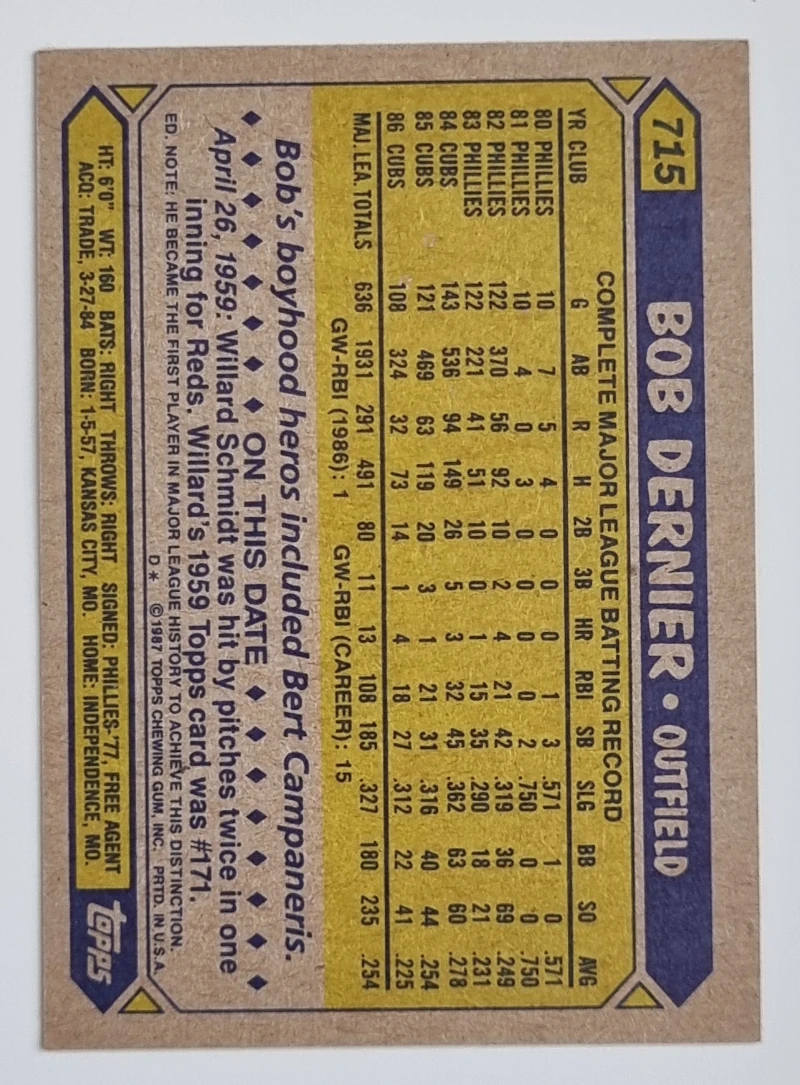 715 BOB DERNIER • OUTFIELD
COMPLETE MAJOR LEAGUE BATTING RECORD
YR CLUB G AB R H 2B 3B HR RBI SB SLG BB SO AVG
80 PHILLIES 10 7 5 4 0 0 0 1 3 .571 1 0 .571
81 PHILLIES 10 4 0 3 0 0 0 0 2 .750 0 0 .750
82 PHILLIES 122 370 56 92 10 2 4 21 42 .319 36 69 .249
83 PHILLIES 122 221 41 51 10 0 1 15 35 .290 18 21 .231
84 CUBS 143 536 94 149 26 5 3 32 45 .362 63 60 .278
85 CUBS 121 469 63 119 20 3 1 21 31 .316 40 44 .254
86 CUBS 108 324 32 73 14 1 4 18 27 .312 22 41 .225
MAJ. LEA. TOTALS 636 1931 291 491 80 11 13 108 185 .327 180 235 .254
GW-RBI (1986): 1 GW-RBI (CAREER): 15
Bob's boyhood heros included Bert Campaneris.
ON THIS DATE
April 26, 1959: Willard Schmidt was hit by pitches twice in one
inning for Reds. Willard's 1959 Topps card was #171.
ED. NOTE: HE BECAME THE FIRST PLAYER IN MAJOR LEAGUE HISTORY TO ACHIEVE THIS DISTINCTION.
D* ©1987 TOPPS CHEWING GUM, INC. PRTD. IN U.S.A.
HT: 6'0" WT: 160 BATS: RIGHT THROWS: RIGHT SIGNED: PHILLIES-'77, FREE AGENT
ACQ: TRADE, 3-27-84 BORN: 1-5-57, KANSAS CITY, MO. HOME: INDEPENDENCE, MO.
TOPPS